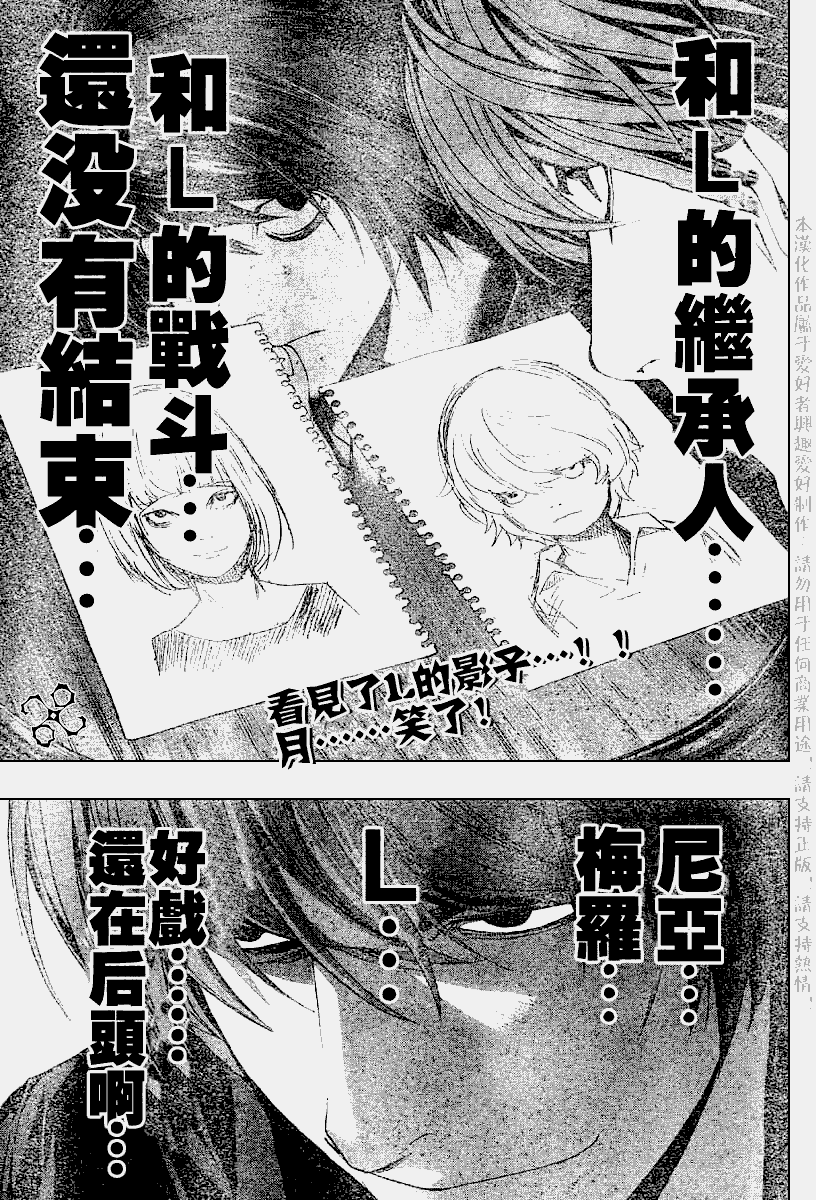 和L的繼承人………
和L的戰斗…
還没有結束…
看見了L的影子…！！
月……笑了！
尼亞…
梅羅…
L…
好戲……
還在后頭啊…
本漢化作品屬于愛好者興趣愛好制作，請勿用于任何商業用途，請支持正版，請支持熱情！